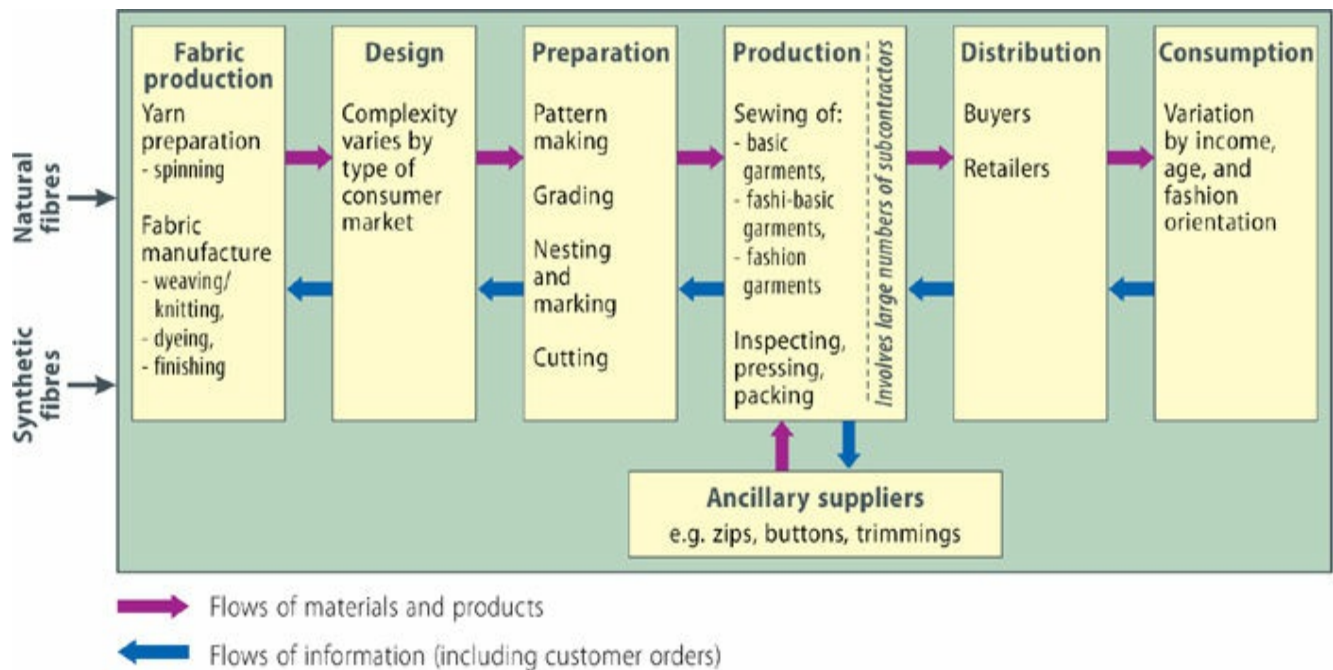 Natural
fibres
Synthetic
fibres
Fabric
production
Yarn
preparation
- spinning
Fabric
manufacture
- weaving/
knitting,
- dyeing,
- finishing
Design
Complexity
varies by
type of
consumer
market
Preparation
Pattern
making
Grading
Nesting
and
marking
Cutting
Production
Sewing of:
- basic
garments,
- fashi-basic
garments,
- fashion
garments
Inspecting,
pressing,
packing
Involves large numbers of subcontractors
Distribution
Buyers
Retailers
Consumption
Variation
by income,
age, and
fashion
orientation
Ancillary suppliers
e.g. zips, buttons, trimmings
Flows of materials and products
Flows of information (including customer orders)